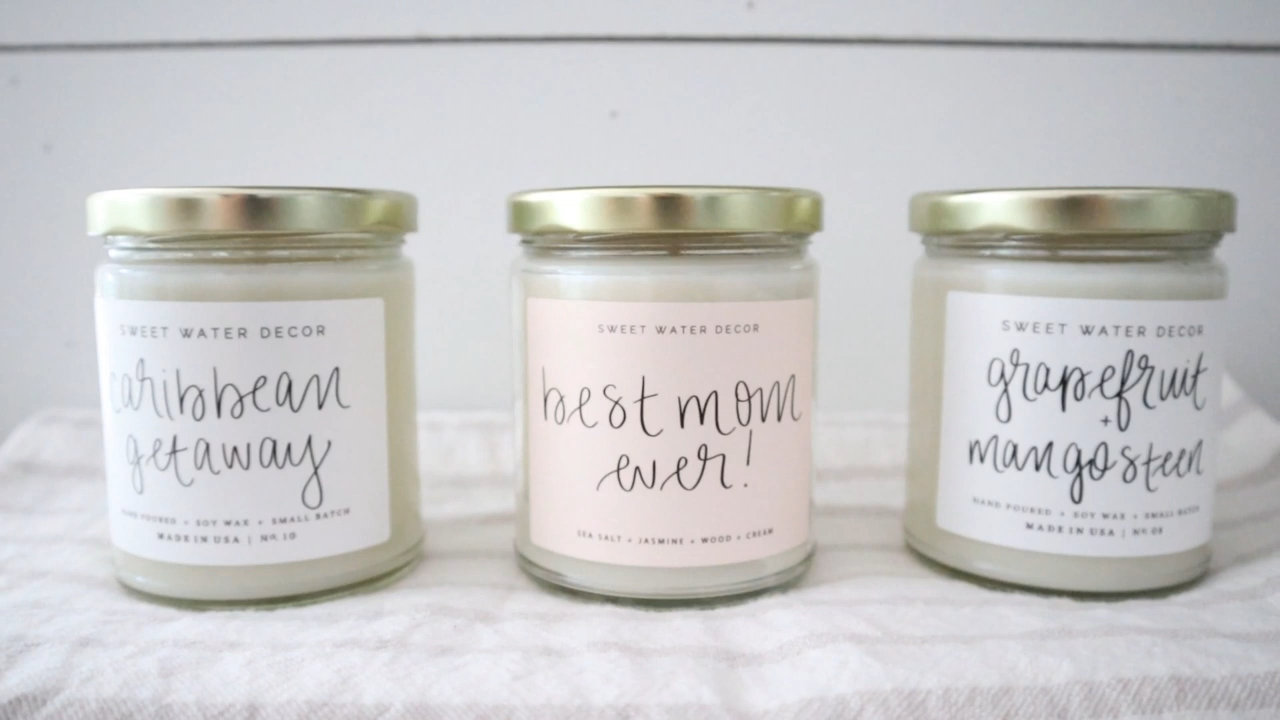 SWEET WATER DECOR
caribbean
getaway
HAND POURED + SOY WAX + SMALL BATCH
MADE IN USA | Nº 10
SWEET WATER DECOR
best mom
ever!
SEA SALT + JASMINE + WOOD + CREAM
SWEET WATER DECOR
grapefruit
+
mangosteen
HAND POURED + SOY WAX + SMALL BATCH
MADE IN USA | Nº 08